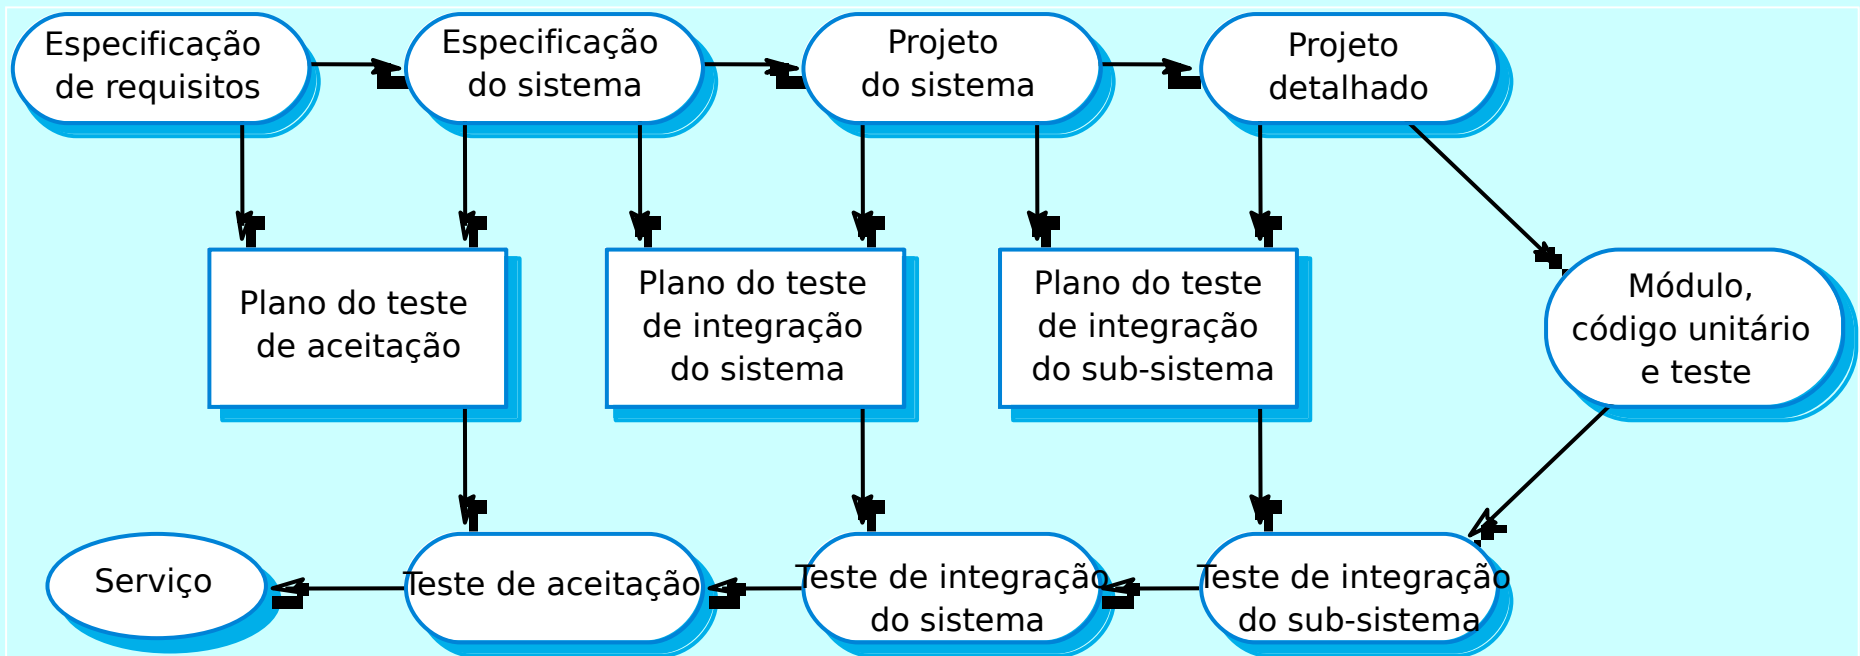 Especificação
de requisitos
Especificação
do sistema
Projeto
do sistema
Projeto
detalhado
Plano do teste
de aceitação
Plano do teste
de integração
do sistema
Plano do teste
de integração
do sub-sistema
Módulo,
código unitário
e teste
Serviço
Teste de aceitação
Teste de integração
do sistema
Teste de integração
do sub-sistema